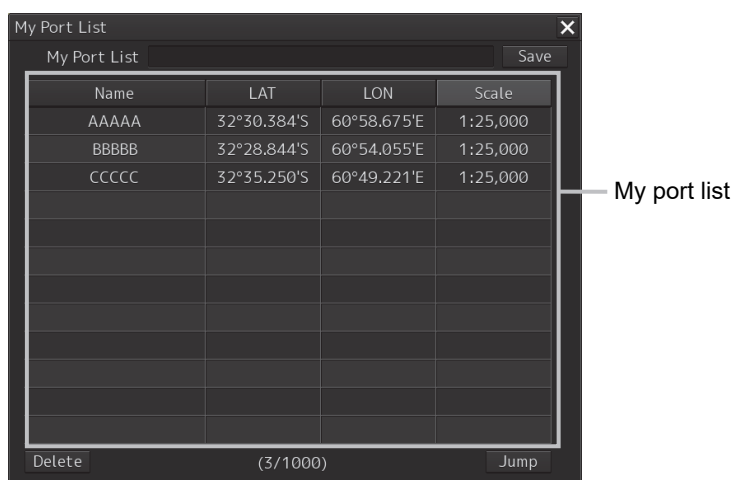 My Port List
My Port List Save
Name LAT LON Scale
AAAAA 32°30.384'S 60°58.675'E 1:25,000
BBBBB 32°28.844'S 60°54.055'E 1:25,000
CCCCC 32°35.250'S 60°49.221'E 1:25,000
My port list
Delete (3/1000) Jump